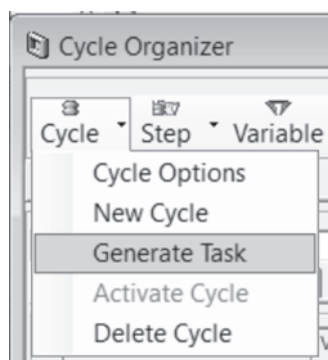 Cycle Organizer
Cycle Step Variable
Cycle Options
New Cycle
Generate Task
Activate Cycle
Delete Cycle